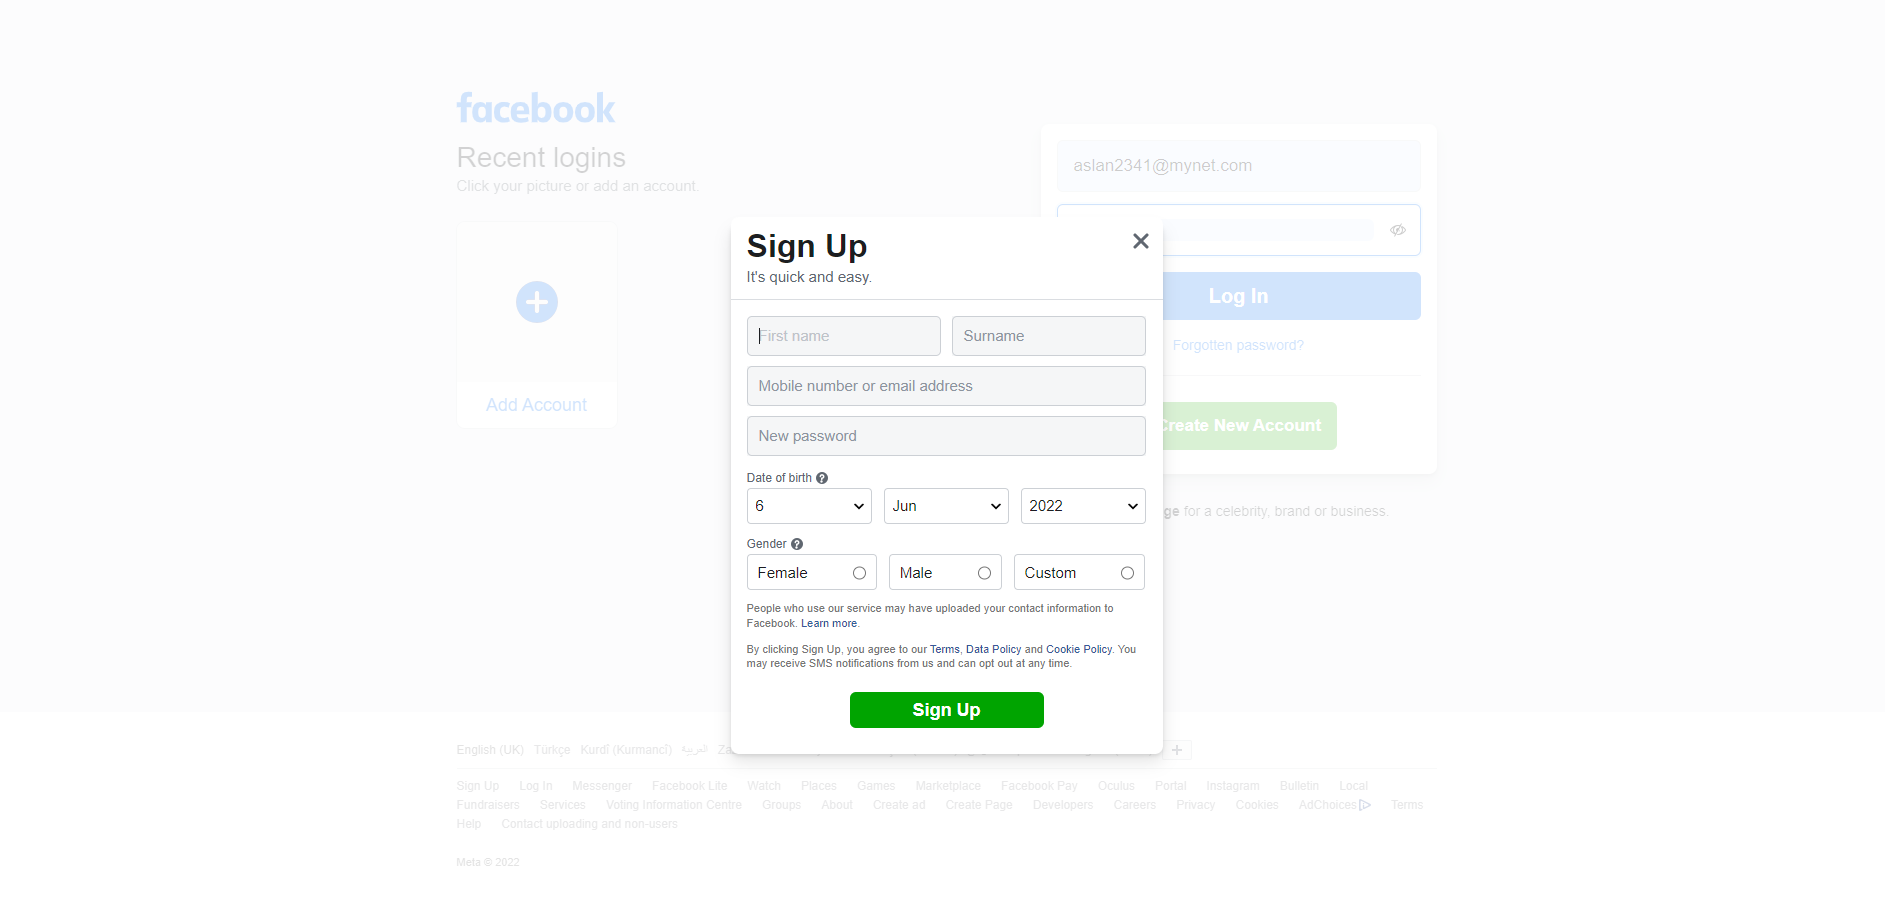 facebook
Recent logins
Click your picture or add an account.
Add Account
aslan2341@mynet.com
Log In
Forgotten password?
Create New Account
ge for a celebrity, brand or business.
Sign Up
It's quick and easy.
First name
Surname
Mobile number or email address
New password
Date of birth ?
6
Jun
2022
Gender ?
Female
Male
Custom
People who use our service may have uploaded your contact information to
Facebook. Learn more.
By clicking Sign Up, you agree to our Terms, Data Policy and Cookie Policy. You
may receive SMS notifications from us and can opt out at any time.
Sign Up
English (UK) Türkçe Kurdî (Kurmancî) العربية
Sign Up Log In Messenger Facebook Lite Watch Places Games Marketplace Facebook Pay Oculus Portal Instagram Bulletin Local
Fundraisers Services Voting Information Centre Groups About Create ad Create Page Developers Careers Privacy Cookies AdChoices Terms
Help Contact uploading and non-users
Meta © 2022